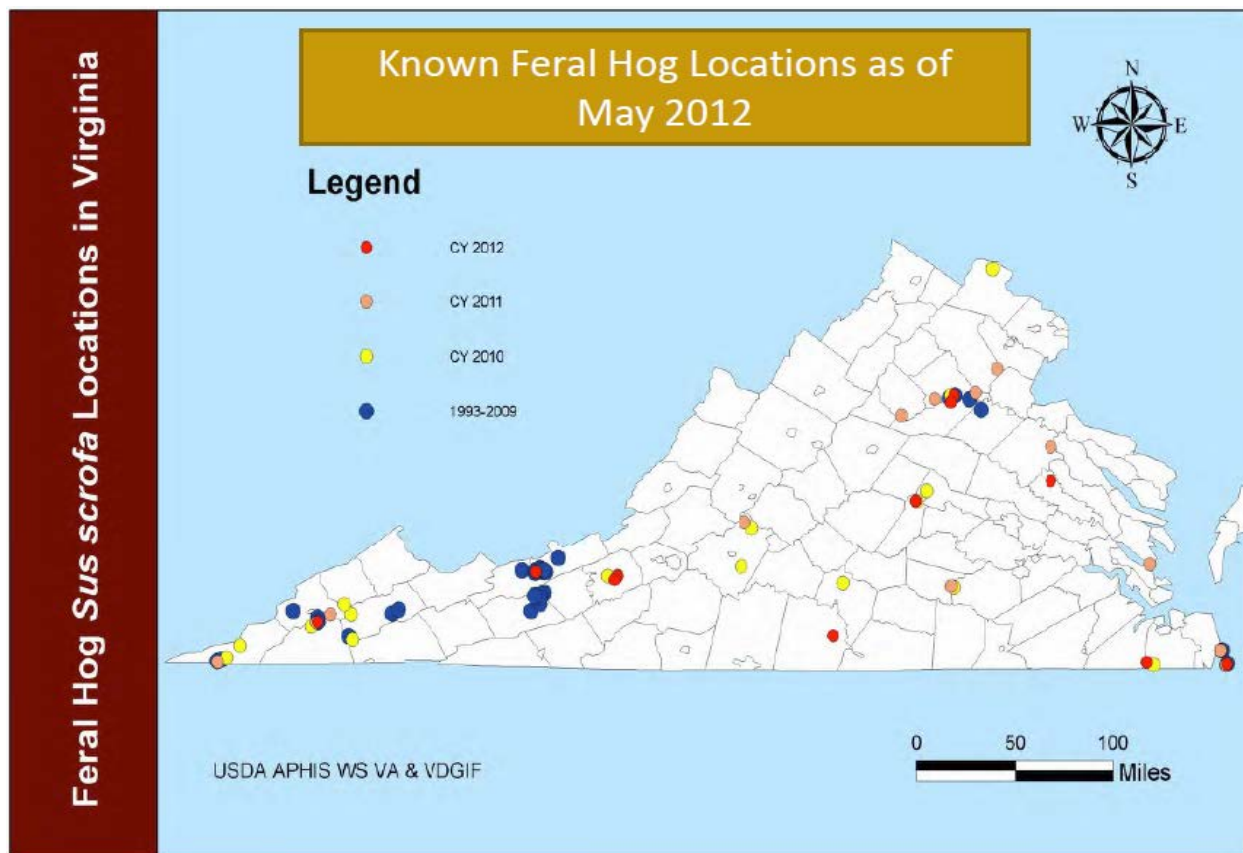 Feral Hog Sus scrofa Locations in Virginia
Known Feral Hog Locations as of
May 2012
N
W E
S
Legend
CY 2012
CY 2011
CY 2010
1993-2009
USDA APHIS WS VA & VDGIF
0 50 100
Miles